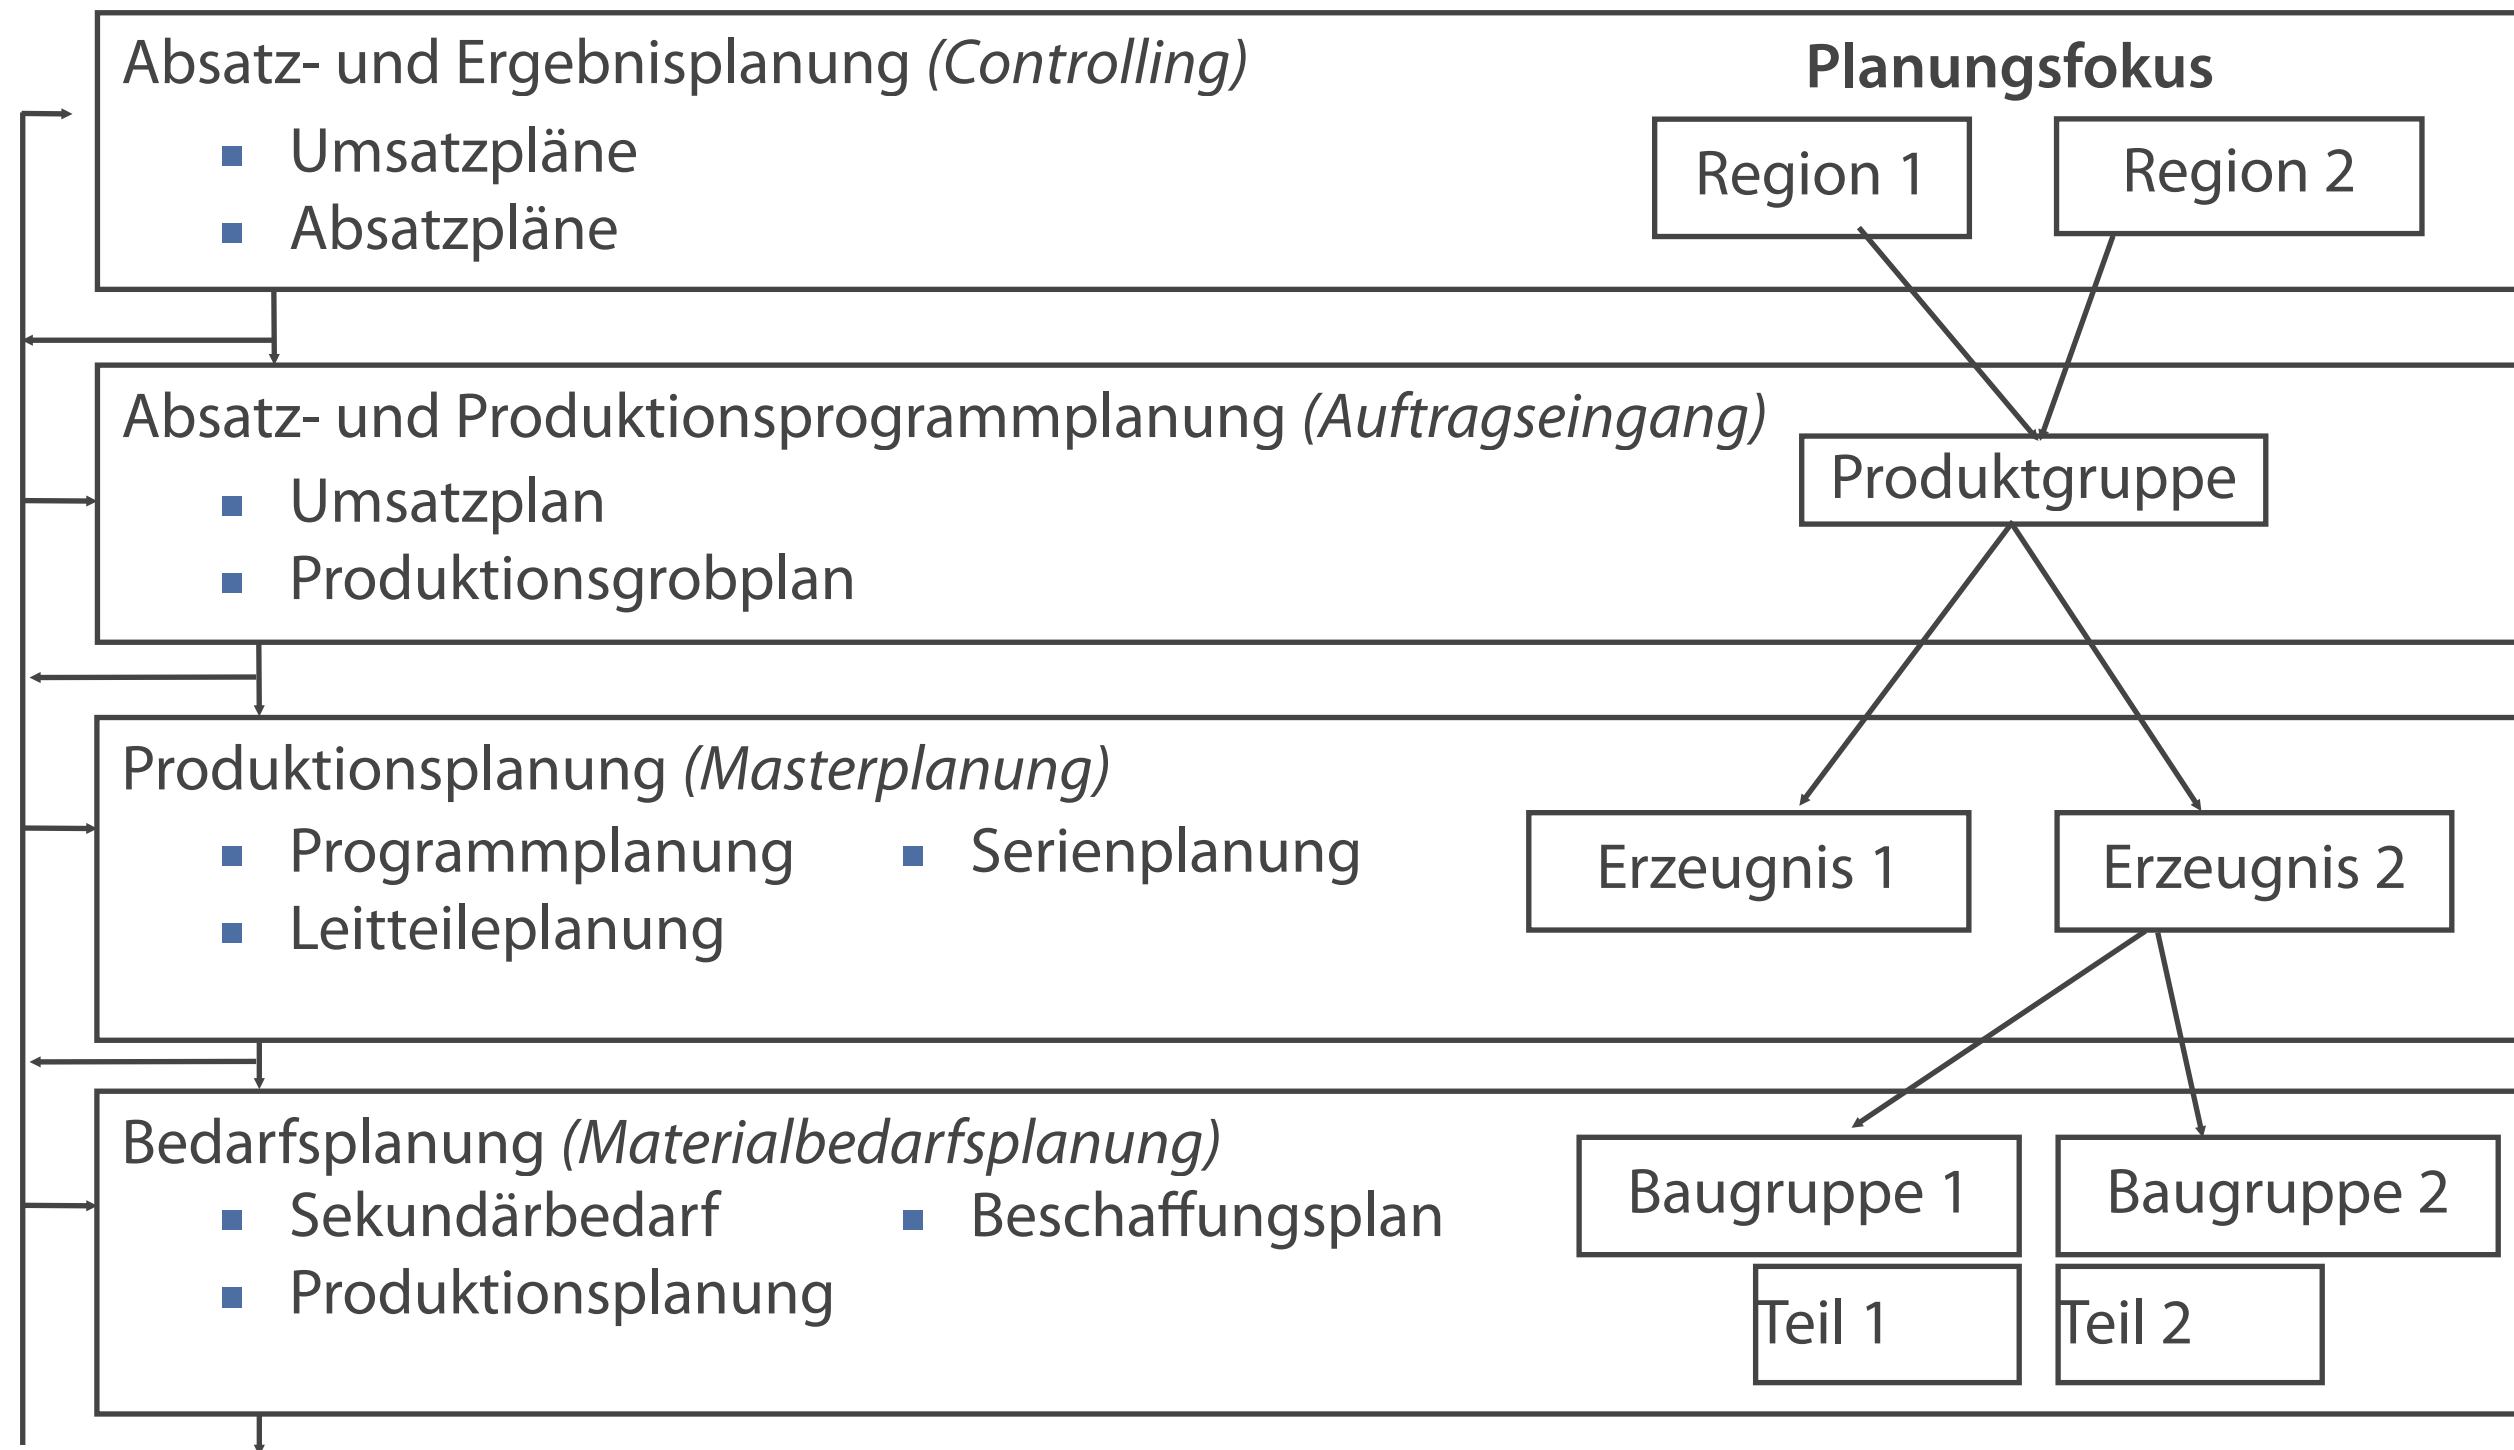 Absatz- und Ergebnisplanung (Controlling)
Planungsfokus
Umsatzpläne
Absatzpläne
Region 1
Region 2
Absatz- und Produktionsprogrammplanung (Auftragseingang)
Umsatzplan
Produktionsgrobplan
Produktgruppe
Produktionsplanung (Masterplanung)
Programmplanung
Serienplanung
Leitteileplanung
Erzeugnis 1
Erzeugnis 2
Bedarfsplanung (Materialbedarfsplanung)
Sekundärbedarf
Beschaffungsplan
Produktionsplanung
Baugruppe 1
Baugruppe 2
Teil 1
Teil 2